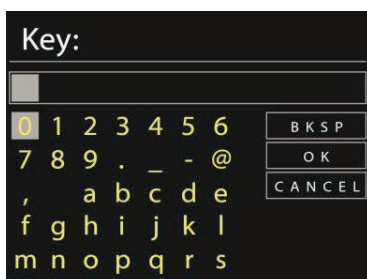 Key:
0 1 2 3 4 5 6 BKSP
7 8 9 . _ - @ OK
, a b c d e CANCEL
f g h i j k l
m n o p q r s